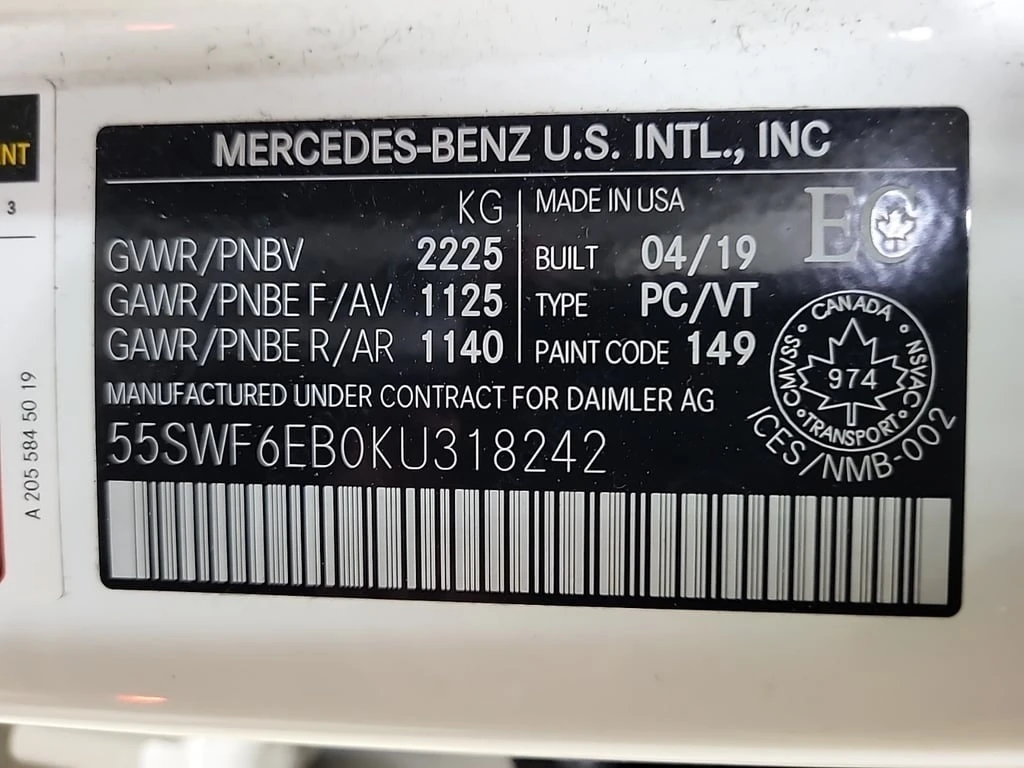 MERCEDES-BENZ U.S. INTL., INC
KG
GVWR/PNBV 2225
GAWR/PNBE F/AV 1125
GAWR/PNBE R/AR 1140
MADE IN USA
BUILT 04/19
TYPE PC/VT
PAINT CODE 149
EC
CANADA
CMVSS
NSVAC
974
TRANSPORT
ICES/NMB-002
MANUFACTURED UNDER CONTRACT FOR DAIMLER AG
55SWF6EB0KU318242
NT
3
A 205 584 50 19